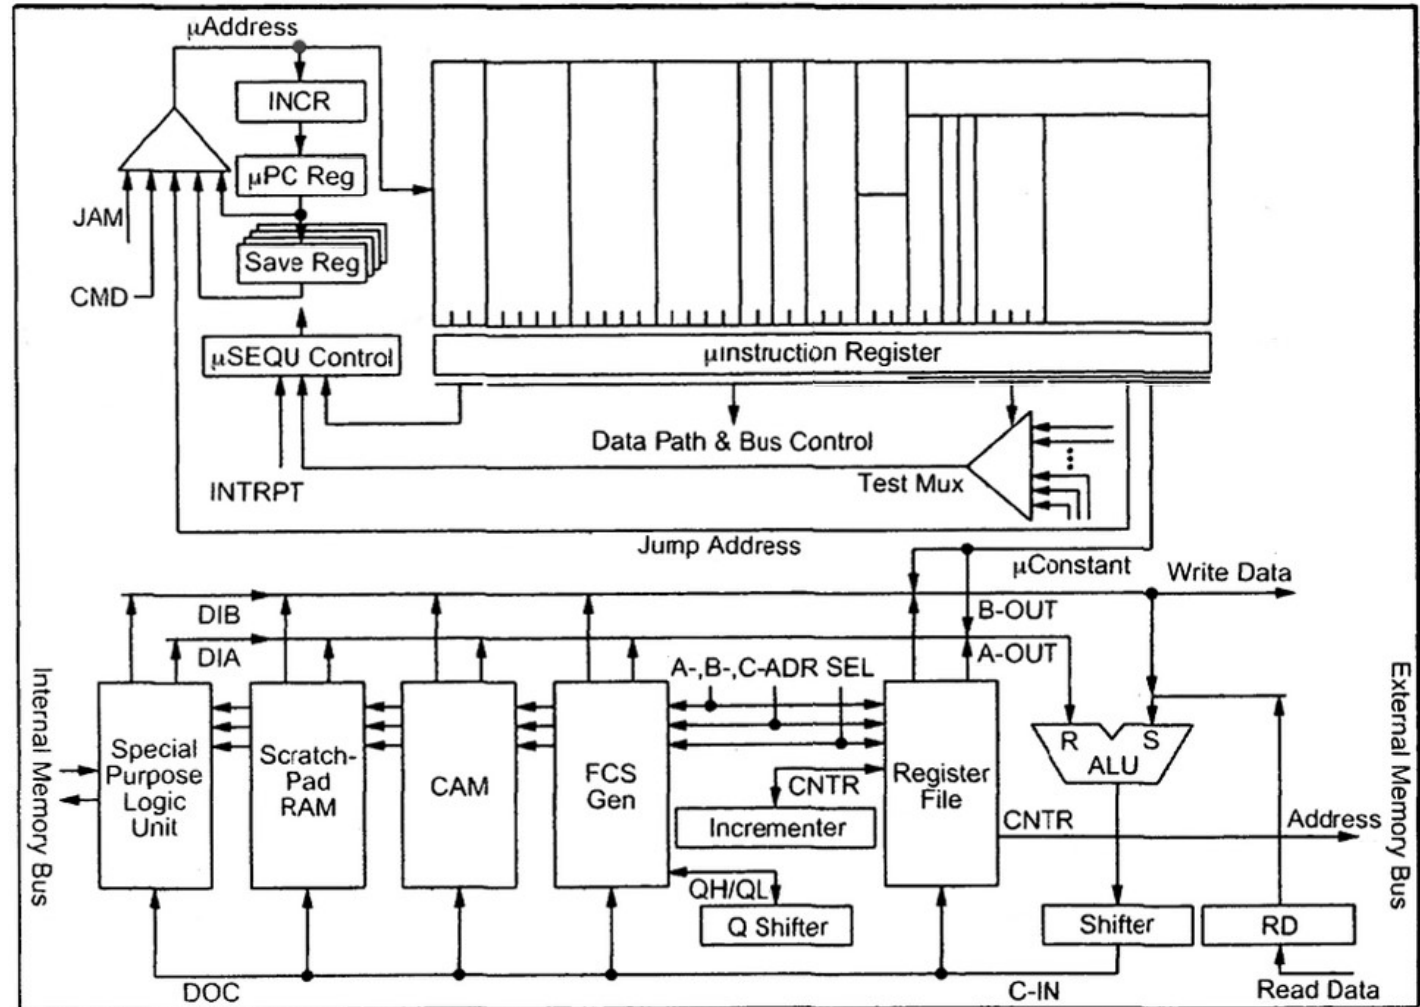 μAddress
INCR
μPC Reg
JAM
Save Reg
CMD
μSEQU Control
μInstruction Register
Data Path & Bus Control
INTRPT
Test Mux
Jump Address
μConstant
Write Data
DIB
B-OUT
DIA
A-OUT
A-,B-,C-ADR SEL
Internal Memory Bus
External Memory Bus
Special
Purpose
Logic
Unit
Scratch-
Pad
RAM
CAM
FCS
Gen
CNTR
Incrementer
Register
File
R
S
ALU
CNTR
Address
QH/QL
Q Shifter
Shifter
RD
DOC
C-IN
Read Data